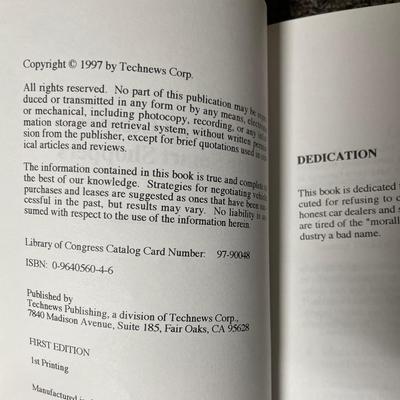 Copyright © 1997 by Technews Corp.
All rights reserved. No part of this publication may be
duced or transmitted in any form or by any means,
or mechanical, including photocopy, recording, or any
mation storage and retrieval system, without written
sion from the publisher, except for brief quotations used in
ical articles and reviews.
The information contained in this book is true and complete
the best of our knowledge. Strategies for negotiating
purchases and leases are suggested as ones that have been
cessful in the past, but results may vary. No liability is
sumed with respect to the use of the information herein.
Library of Congress Catalog Card Number: 97-90048
ISBN: 0-9640560-4-6
Published by
Technews Publishing, a division of Technews Corp.,
7840 Madison Avenue, Suite 185, Fair Oaks, CA 95628
FIRST EDITION
1st Printing
Manufactured
DEDICATION
This book is dedicated
cuted for refusing to
honest car dealers and
are tired of the "morall
dustry a bad name.